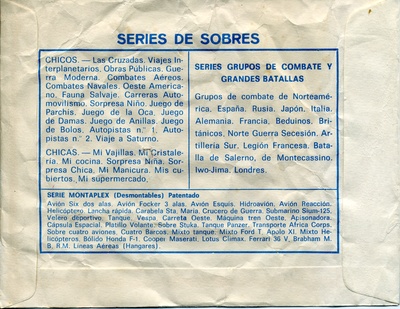 SERIES DE SOBRES
CHICOS. — Las Cruzadas. Viajes In-
terplanetarios. Obras Públicas. Gue-
rra Moderna. Combates Aéreos.
Combates Navales. Oeste America-
no. Fauna Salvaje. Carreras Auto-
movilismo. Sorpresa Niño. Juego de
Parchis. Juego de la Oca. Juego
de Damas. Juego de Anillas. Juego
de Bolos. Autopistas n.° 1. Auto-
pistas n.° 2. Viaje a Saturno.
CHICAS. — Mi Vajillas. Mi Cristale-
ria. Mi cocina. Sorpresa Niña. Sor-
presa Chica. Mi Manicura. Mis cu-
biertos. Mi supermercado.
SERIES GRUPOS DE COMBATE Y
GRANDES BATALLAS
Grupos de combate de Norteamé-
rica. España. Rusia. Japón. Italia.
Alemania. Francia. Beduinos. Bri-
tánicos. Norte Guerra Secesión. Ar-
tillería Sur. Legión Francesa. Bata-
lla de Salerno, de Montecassino.
Iwo-Jima. Londres.
SERIE MONTAPLEX (Desmontables) Patentado
Avión Six dos alas. Avión Focker 3 alas. Avión Esquis. Hidroavión. Avión Reacción.
Helicóptero. Lancha rápida. Carabela Sta. Maria. Crucero de Guerra. Submarino Sium-125.
Velero deportivo. Tanque. Vespa. Carreta Oeste. Máquina tren Oeste. Apisonadora.
Cápsula Espacial. Platillo Volante. Sobre Stuka. Tanque Panzer. Transporte Africa Corps.
Sobre cuatro aviones. Cuatro Barcos. Mixto tanque. Mixto Ford T. Apolo XI. Mixto He-
licópteros. Bólido Honda F-1. Cooper Maserati. Lotus Climax. Ferrari 36 V. Brabham M.
B. R.M. Lineas Aéreas (Hangares).